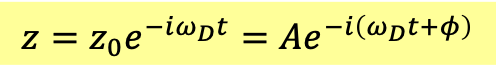 z = z₀e^{-iω_D t} = Ae^{-i(ω_D t+ϕ)}